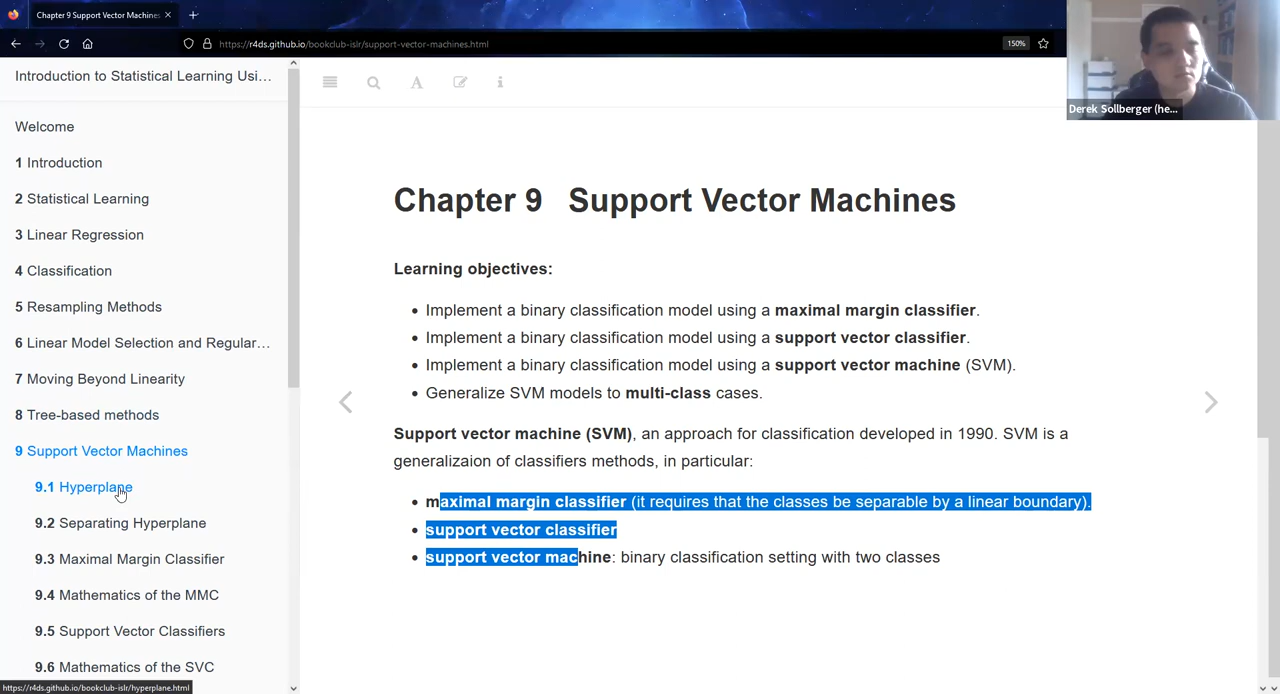 Chapter 9 Support Vector Machines
https://r4ds.github.io/bookclub-islr/support-vector-machines.html
150%
Derek Sollberger (he...
Introduction to Statistical Learning Usi...
Welcome
1 Introduction
2 Statistical Learning
3 Linear Regression
4 Classification
5 Resampling Methods
6 Linear Model Selection and Regular...
7 Moving Beyond Linearity
8 Tree-based methods
9 Support Vector Machines
9.1 Hyperplane
9.2 Separating Hyperplane
9.3 Maximal Margin Classifier
9.4 Mathematics of the MMC
9.5 Support Vector Classifiers
9.6 Mathematics of the SVC
https://r4ds.github.io/bookclub-islr/hyperplane.html
Chapter 9 Support Vector Machines
Learning objectives:
• Implement a binary classification model using a maximal margin classifier.
• Implement a binary classification model using a support vector classifier.
• Implement a binary classification model using a support vector machine (SVM).
• Generalize SVM models to multi-class cases.
Support vector machine (SVM), an approach for classification developed in 1990. SVM is a
generalizaion of classifiers methods, in particular:
• maximal margin classifier (it requires that the classes be separable by a linear boundary).
• support vector classifier
• support vector machine: binary classification setting with two classes